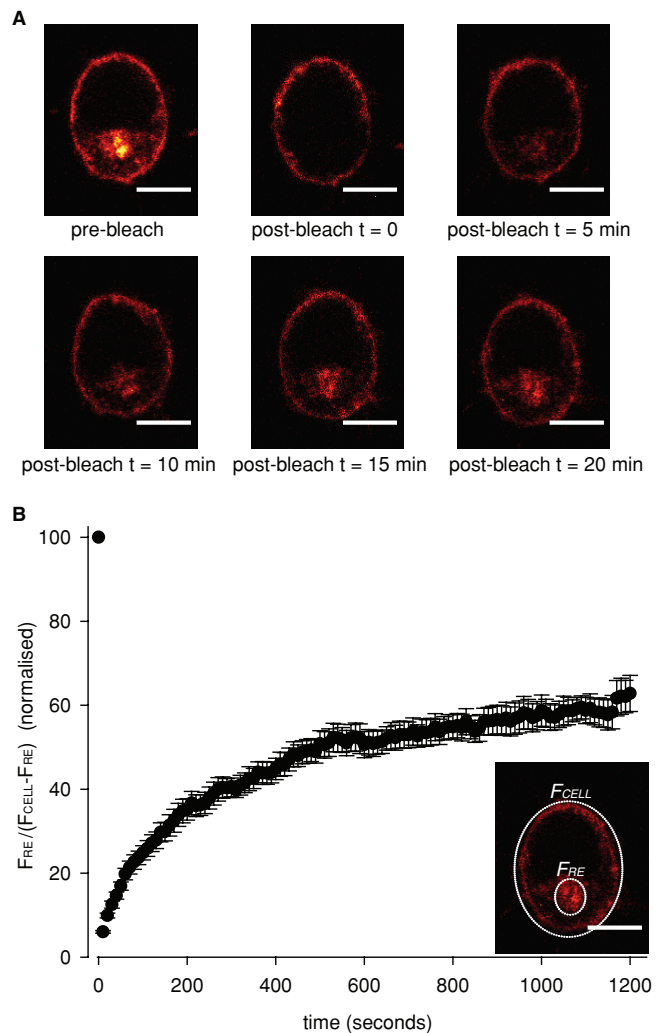 A
pre-bleach
post-bleach t = 0
post-bleach t = 5 min
post-bleach t = 10 min
post-bleach t = 15 min
post-bleach t = 20 min
B
FRE/(FCELL-FRE) (normalised)
100
80
60
40
20
0
FCELL
FRE
0
200
400
600
800
1000
1200
time (seconds)